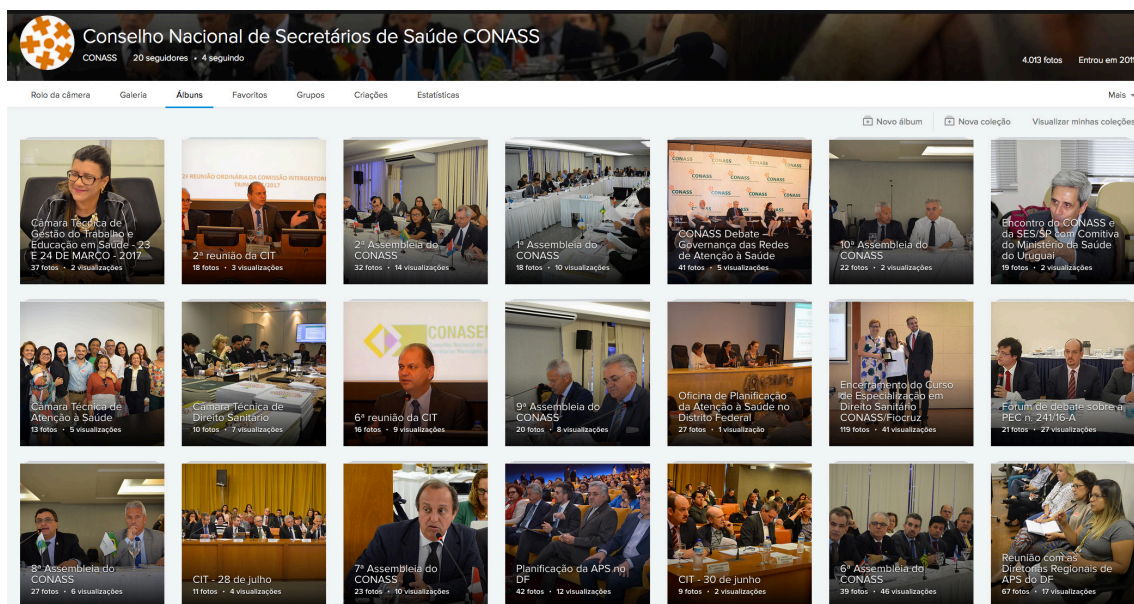 Conselho Nacional de Secretários de Saúde CONASS
CONASS 20 seguidores • 4 seguindo
4.013 fotos Entrou em 2011
Rolo da câmera Galeria Álbuns Favoritos Grupos Criações Estatísticas Mais
Novo álbum Nova coleção Visualizar minhas coleções
Câmara Técnica de
Gestão do Trabalho e
Educação em Saúde - 23
E 24 DE MARÇO - 2017
37 fotos • 2 visualizações
2ª REUNIÃO ORDINÁRIA DA COMISSÃO INTERGESTORES
2ª reunião da CIT
18 fotos • 3 visualizações
2ª Assembleia do
CONASS
32 fotos • 14 visualizações
1ª Assembleia do
CONASS
18 fotos • 10 visualizações
CONASS CONASS
CONASS CONASS CONASS
CONASS Debate –
Governança das Redes
de Atenção à Saúde
41 fotos • 5 visualizações
10ª Assembleia do
CONASS
22 fotos • 2 visualizações
Encontro do CONASS e
da SES/SP com Comitiva
do Ministério da Saúde
do Uruguai
19 fotos • 2 visualizações
Câmara Técnica de
Atenção à Saúde
13 fotos • 5 visualizações
Câmara Técnica de
Direito Sanitário
10 fotos • 7 visualizações
CONASEM
6ª reunião da CIT
16 fotos • 9 visualizações
9ª Assembleia do
CONASS
20 fotos • 8 visualizações
Oficina de Planificação
da Atenção à Saúde no
Distrito Federal
27 fotos • 1 visualização
Encerramento do Curso
de Especialização em
Direito Sanitário
CONASS/Fiocruz
119 fotos • 41 visualizações
Fórum de debate sobre a
PEC n. 241/16-A
21 fotos • 27 visualizações
8ª Assembleia do
CONASS
27 fotos • 6 visualizações
CIT - 28 de julho
11 fotos • 4 visualizações
7ª Assembleia do
CONASS
23 fotos • 10 visualizações
Planificação da APS no
DF
42 fotos • 12 visualizações
CIT - 30 de junho
9 fotos • 2 visualizações
6ª Assembleia do
CONASS
39 fotos • 46 visualizações
Reunião com as
Diretorias Regionais de
APS do DF
67 fotos • 17 visualizações